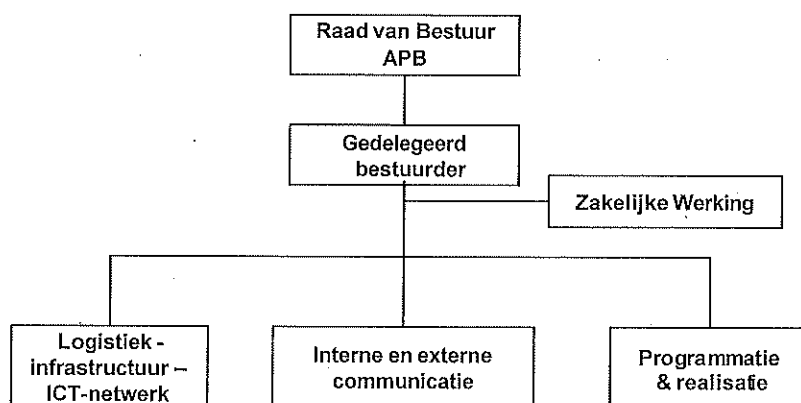 Raad van Bestuur
APB
Gedelegeerd
bestuurder
Zakelijke Werking
Logistiek -
infrastructuur –
ICT-netwerk
Interne en externe
communicatie
Programmatie
& realisatie